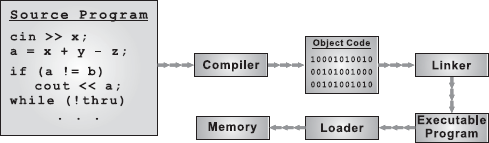 Source Program
cin >> x;
a = x + y - z;
if (a != b)
cout << a;
while (!thru)
. . .
Compiler
Object Code
10001010010
00101001000
00101001010
Linker
Executable
Program
Loader
Memory